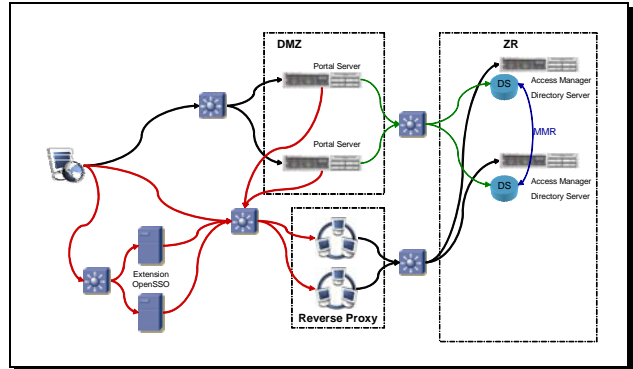 DMZ
ZR
Portal Server
Access Manager
DS
Directory Server
MMR
Portal Server
Access Manager
DS
Directory Server
Extension
OpenSSO
Reverse Proxy